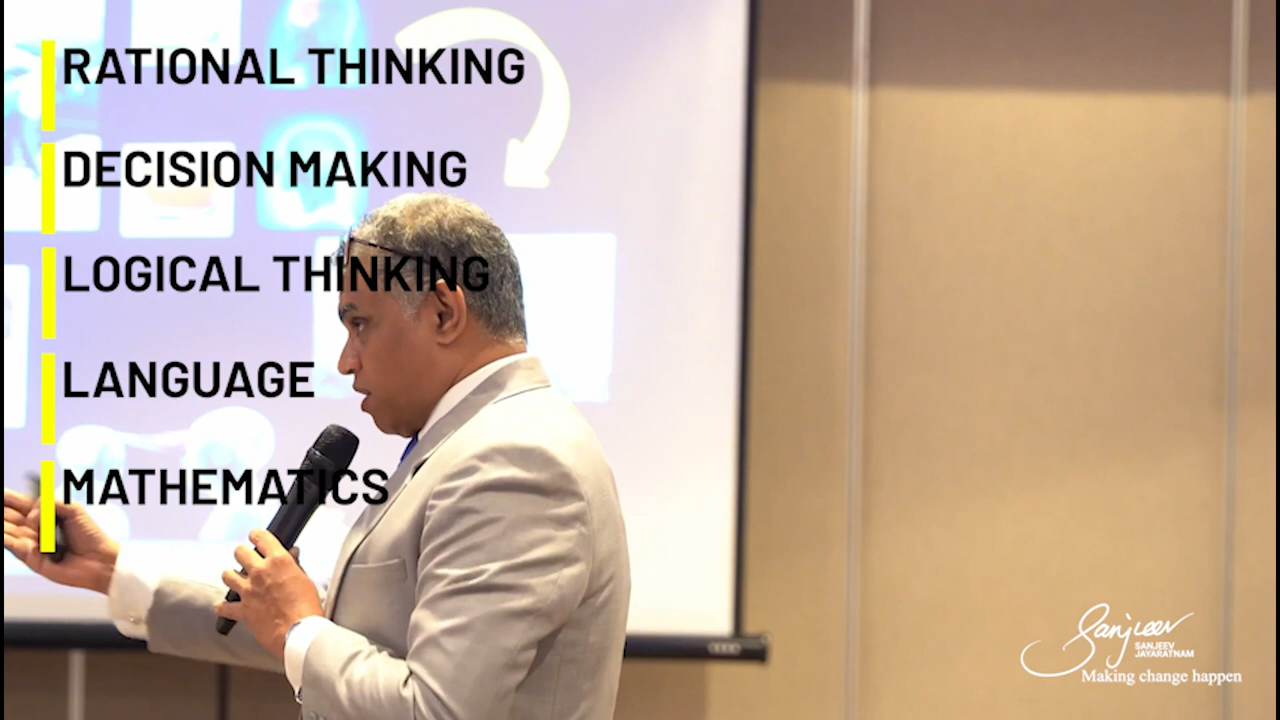 RATIONAL THINKING
DECISION MAKING
LOGICAL THINKING
LANGUAGE
MATHEMATICS
Sanjeev
SANJEEV
JAYARATNAM
Making change happen